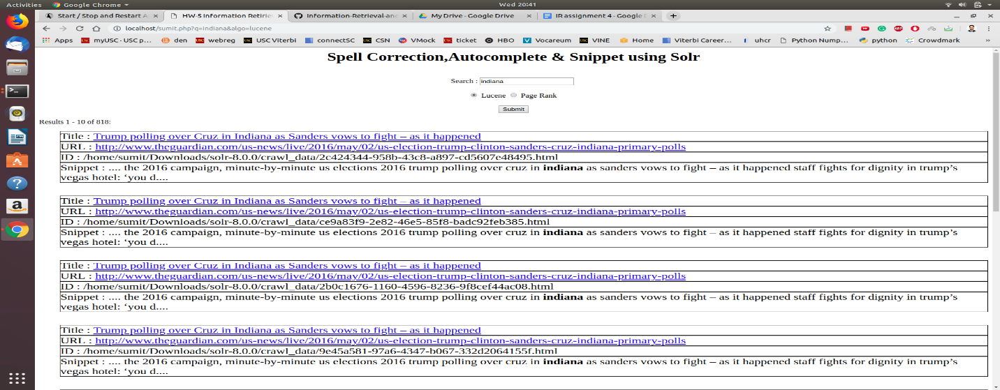 Activities Google Chrome Wed 20:41
Start / Stop and Restart A
HW-5 Information Retriev
Information-Retrieval-an
My Drive - Google Drive
IR assignment 4 - Google D
localhost/sumit.php?q=indiana&algo=lucene
Apps myUSC - USC p... den webreg USC Viterbi connectSC CSN VMock ticket HBO Vocareum VINE Home Viterbi Career... uhcr Python Nump... python Crowdmark »
Spell Correction,Autocomplete & Snippet using Solr
Search : indiana
Lucene Page Rank
Submit
Results 1 - 10 of 818:
Title : Trump polling over Cruz in Indiana as Sanders vows to fight – as it happened
URL : http://www.theguardian.com/us-news/live/2016/may/02/us-election-trump-clinton-sanders-cruz-indiana-primary-polls
ID : /home/sumit/Downloads/solr-8.0.0/crawl_data/2c424344-958b-43c8-a897-cd5607e48495.html
Snippet : .... the 2016 campaign, minute-by-minute us elections 2016 trump polling over cruz in indiana as sanders vows to fight – as it happened staff fights for dignity in trump’s
vegas hotel: ‘you d....
Title : Trump polling over Cruz in Indiana as Sanders vows to fight – as it happened
URL : http://www.theguardian.com/us-news/live/2016/may/02/us-election-trump-clinton-sanders-cruz-indiana-primary-polls
ID : /home/sumit/Downloads/solr-8.0.0/crawl_data/ce9a83f9-2e82-46e5-85f8-badc92feb385.html
Snippet : .... the 2016 campaign, minute-by-minute us elections 2016 trump polling over cruz in indiana as sanders vows to fight – as it happened staff fights for dignity in trump’s
vegas hotel: ‘you d....
Title : Trump polling over Cruz in Indiana as Sanders vows to fight – as it happened
URL : http://www.theguardian.com/us-news/live/2016/may/02/us-election-trump-clinton-sanders-cruz-indiana-primary-polls
ID : /home/sumit/Downloads/solr-8.0.0/crawl_data/2b0c1676-1160-4596-8236-9f8cef44ac08.html
Snippet : .... the 2016 campaign, minute-by-minute us elections 2016 trump polling over cruz in indiana as sanders vows to fight – as it happened staff fights for dignity in trump’s
vegas hotel: ‘you d....
Title : Trump polling over Cruz in Indiana as Sanders vows to fight – as it happened
URL : http://www.theguardian.com/us-news/live/2016/may/02/us-election-trump-clinton-sanders-cruz-indiana-primary-polls
ID : /home/sumit/Downloads/solr-8.0.0/crawl_data/9e45a581-97a6-4347-b067-332d2064155f.html
Snippet : .... the 2016 campaign, minute-by-minute us elections 2016 trump polling over cruz in indiana as sanders vows to fight – as it happened staff fights for dignity in trump’s
vegas hotel: ‘you d....